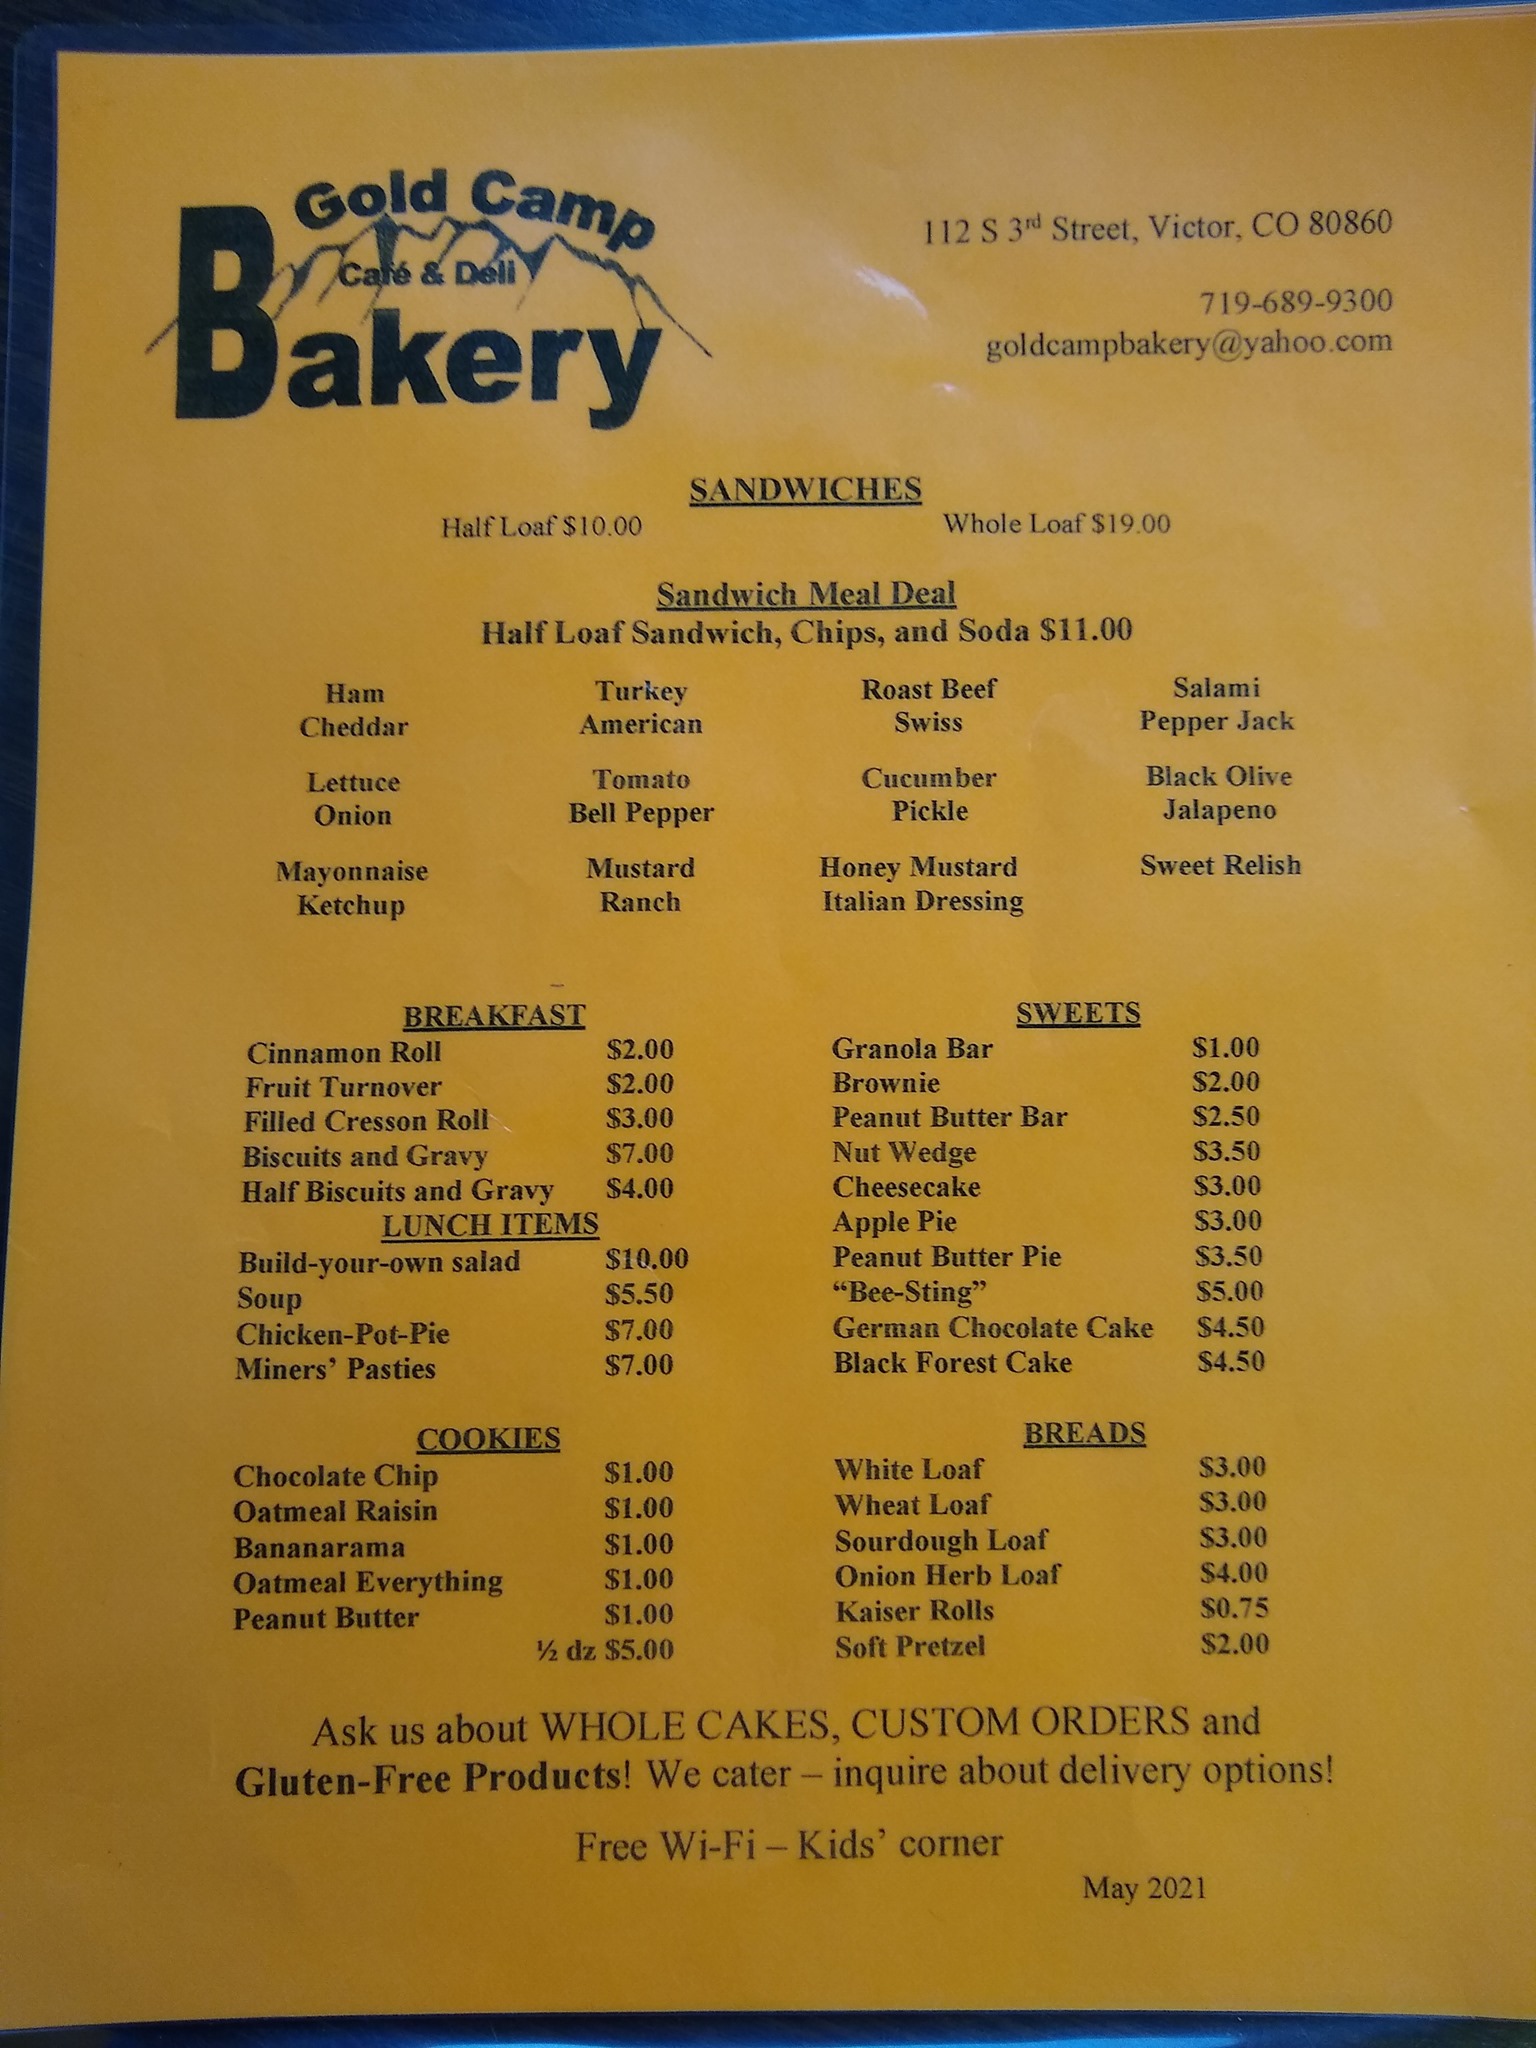 Gold Camp
Café & Deli
Bakery
112 S 3rd Street, Victor, CO 80860
719-689-9300
goldcampbakery@yahoo.com
SANDWICHES
Half Loaf $10.00 Whole Loaf $19.00
Sandwich Meal Deal
Half Loaf Sandwich, Chips, and Soda $11.00
Ham Turkey Roast Beef Salami
Cheddar American Swiss Pepper Jack
Lettuce Tomato Cucumber Black Olive
Onion Bell Pepper Pickle Jalapeno
Mayonnaise Mustard Honey Mustard Sweet Relish
Ketchup Ranch Italian Dressing
BREAKFAST
Cinnamon Roll $2.00
Fruit Turnover $2.00
Filled Cresson Roll $3.00
Biscuits and Gravy $7.00
Half Biscuits and Gravy $4.00
LUNCH ITEMS
Build-your-own salad $10.00
Soup $5.50
Chicken-Pot-Pie $7.00
Miners’ Pasties $7.00
SWEETS
Granola Bar $1.00
Brownie $2.00
Peanut Butter Bar $2.50
Nut Wedge $3.50
Cheesecake $3.00
Apple Pie $3.00
Peanut Butter Pie $3.50
“Bee-Sting” $5.00
German Chocolate Cake $4.50
Black Forest Cake $4.50
COOKIES
Chocolate Chip $1.00
Oatmeal Raisin $1.00
Bananarama $1.00
Oatmeal Everything $1.00
Peanut Butter $1.00
½ dz $5.00
BREADS
White Loaf $3.00
Wheat Loaf $3.00
Sourdough Loaf $3.00
Onion Herb Loaf $4.00
Kaiser Rolls $0.75
Soft Pretzel $2.00
Ask us about WHOLE CAKES, CUSTOM ORDERS and
Gluten-Free Products! We cater – inquire about delivery options!
Free Wi-Fi – Kids’ corner
May 2021